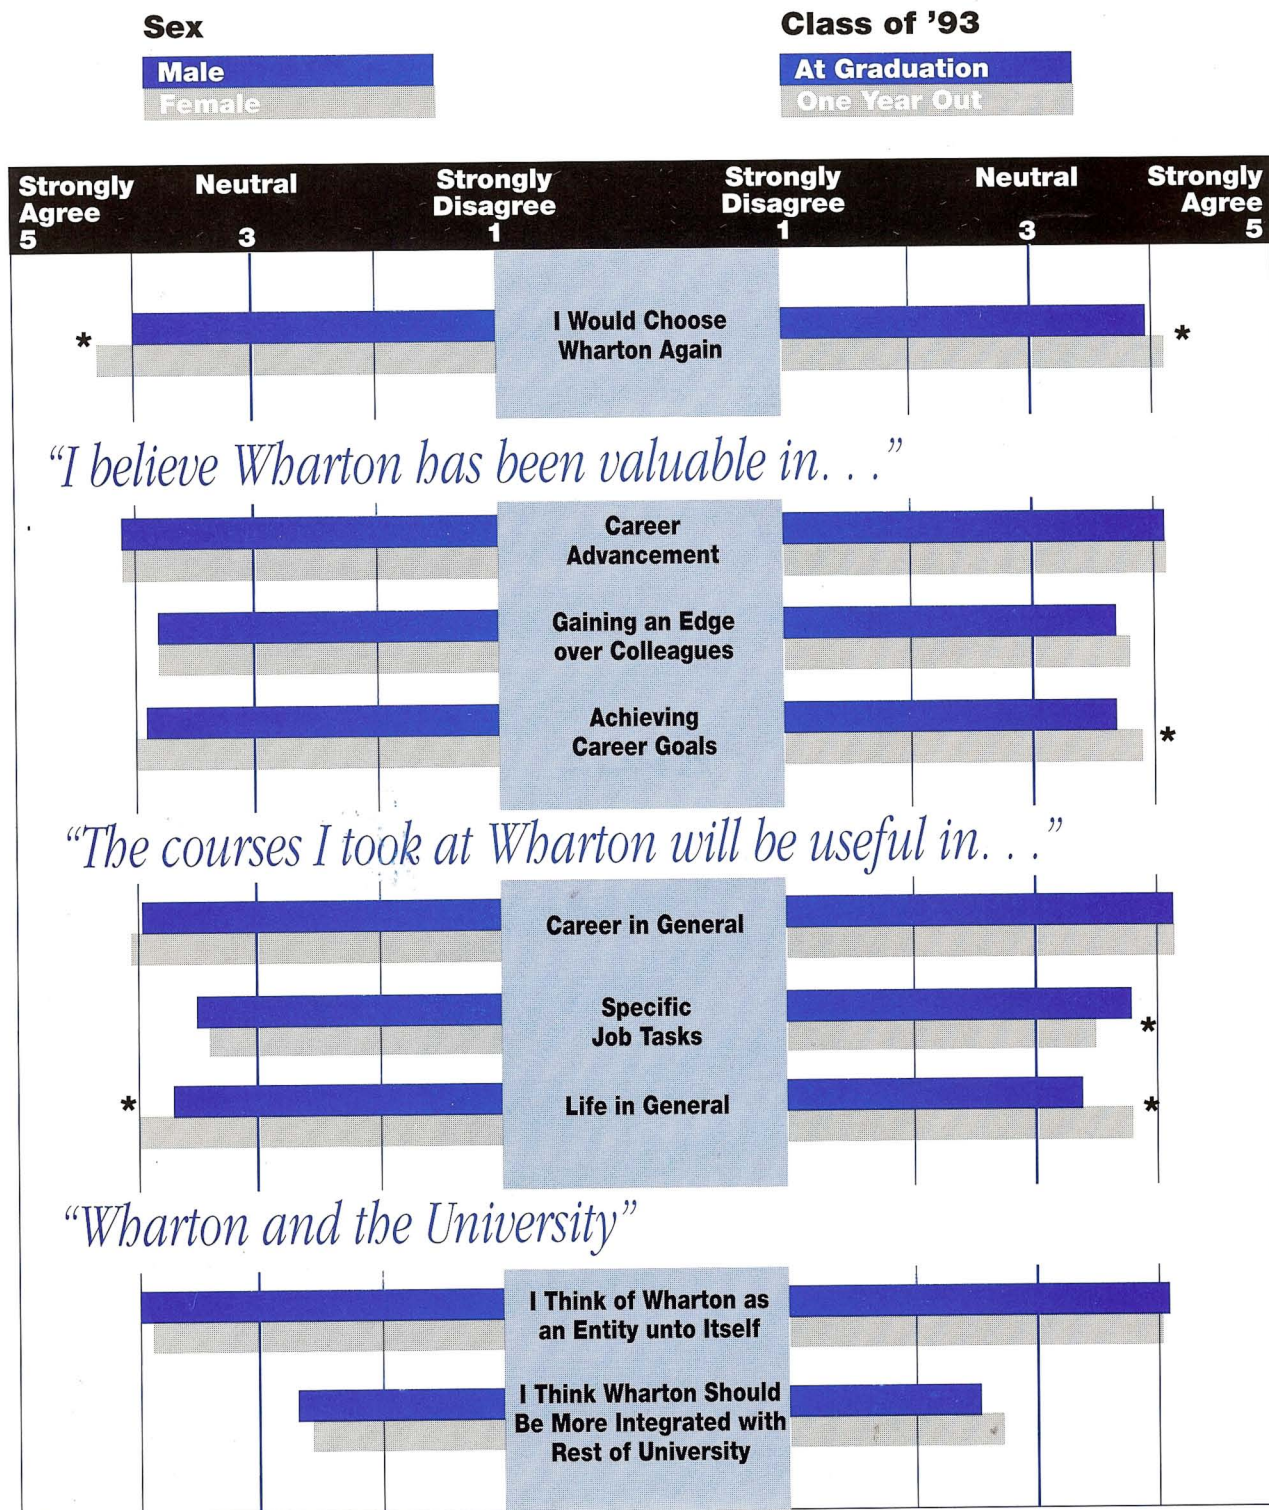 Sex
Class of '93
Male
Female
At Graduation
One Year Out
Strongly Agree 5
Neutral 3
Strongly Disagree 1
Strongly Disagree 1
Neutral 3
Strongly Agree 5
*
I Would Choose
Wharton Again
*
“I believe Wharton has been valuable in. . .”
Career
Advancement
Gaining an Edge
over Colleagues
Achieving
Career Goals
*
“The courses I took at Wharton will be useful in. . .”
Career in General
Specific
Job Tasks
*
*
Life in General
*
“Wharton and the University”
I Think of Wharton as
an Entity unto Itself
I Think Wharton Should
Be More Integrated with
Rest of University